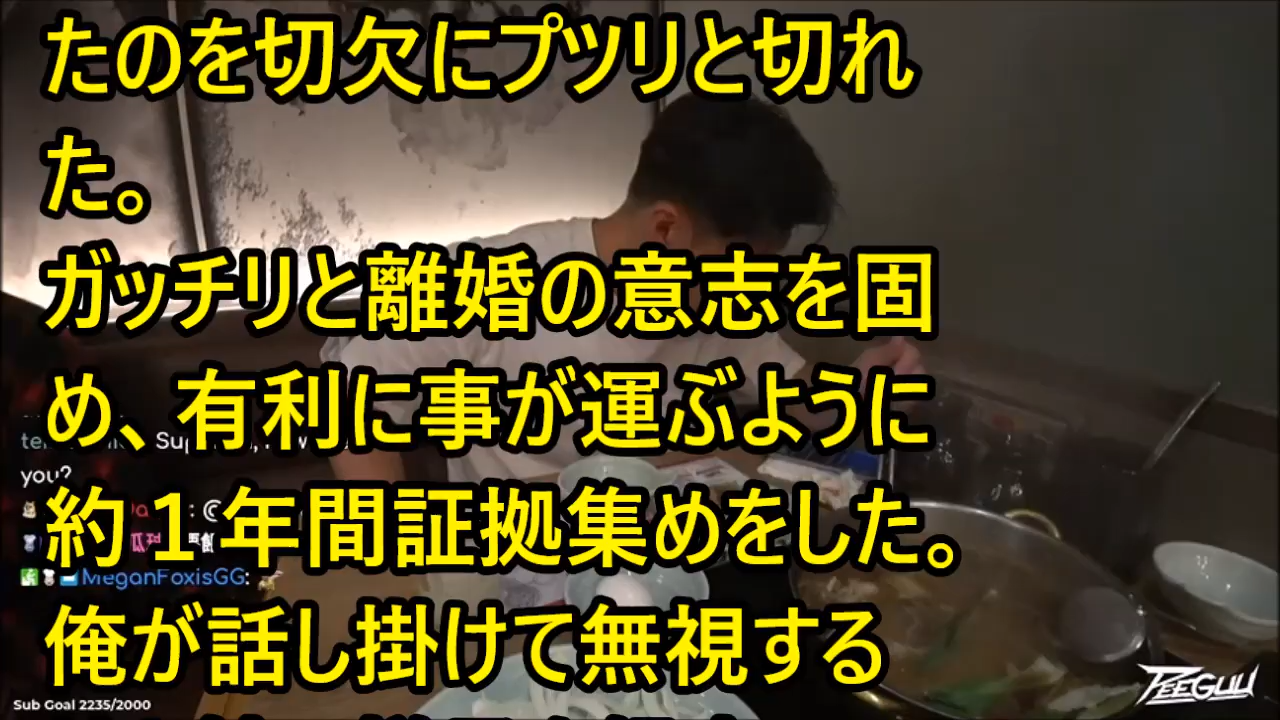 たのを切欠にプツリと切れ
た。
ガッチリと離婚の意志を固
め、有利に事が運ぶように
you?
約１年間証拠集めをした。
MeganFoxisGG:
俺が話し掛けて無視する
Sub Goal 2235/2000
PEEGUU